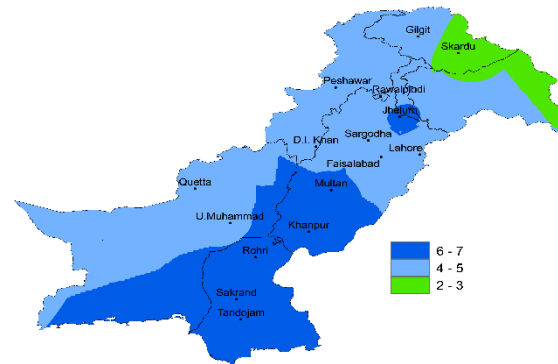 Gilgit
Skardu
Peshawar
Rawalpindi
Jhelum
Sargodha
D.I. Khan
Lahore
Faisalabad
Quetta
Multan
U.Muhammad
Khanpur
Rohri
6 - 7
4 - 5
2 - 3
Sakrand
Tandojam